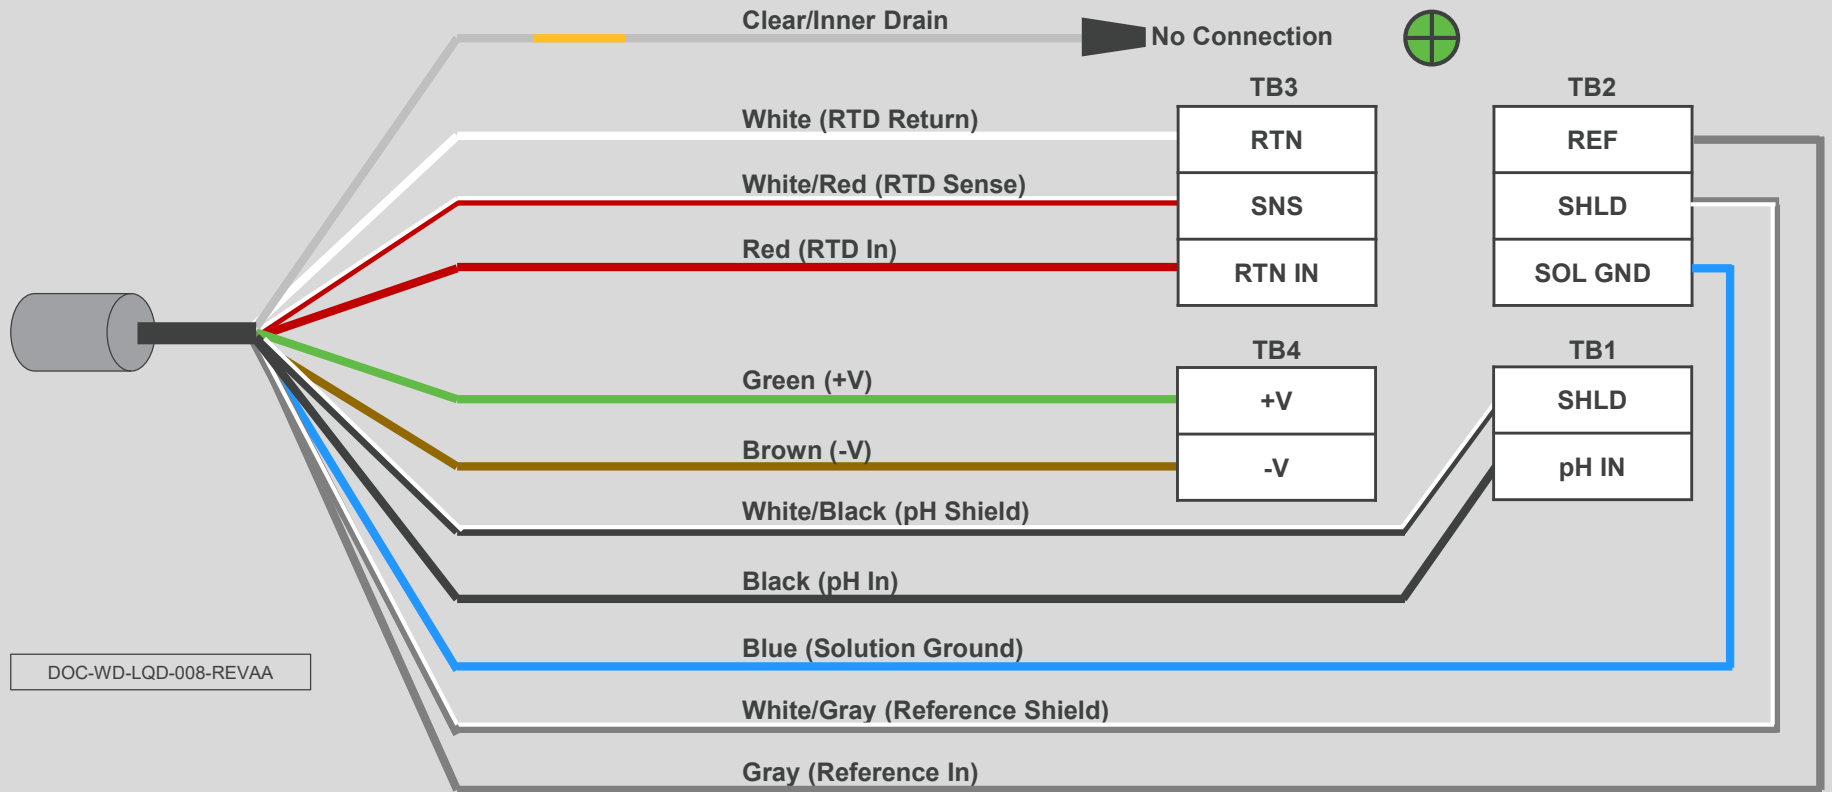 Clear/Inner Drain
No Connection
TB3
TB2
White (RTD Return)
RTN
REF
White/Red (RTD Sense)
SNS
SHLD
Red (RTD In)
RTN IN
SOL GND
TB4
TB1
Green (+V)
+V
SHLD
Brown (-V)
-V
pH IN
White/Black (pH Shield)
Black (pH In)
Blue (Solution Ground)
DOC-WD-LQD-008-REVAA
White/Gray (Reference Shield)
Gray (Reference In)